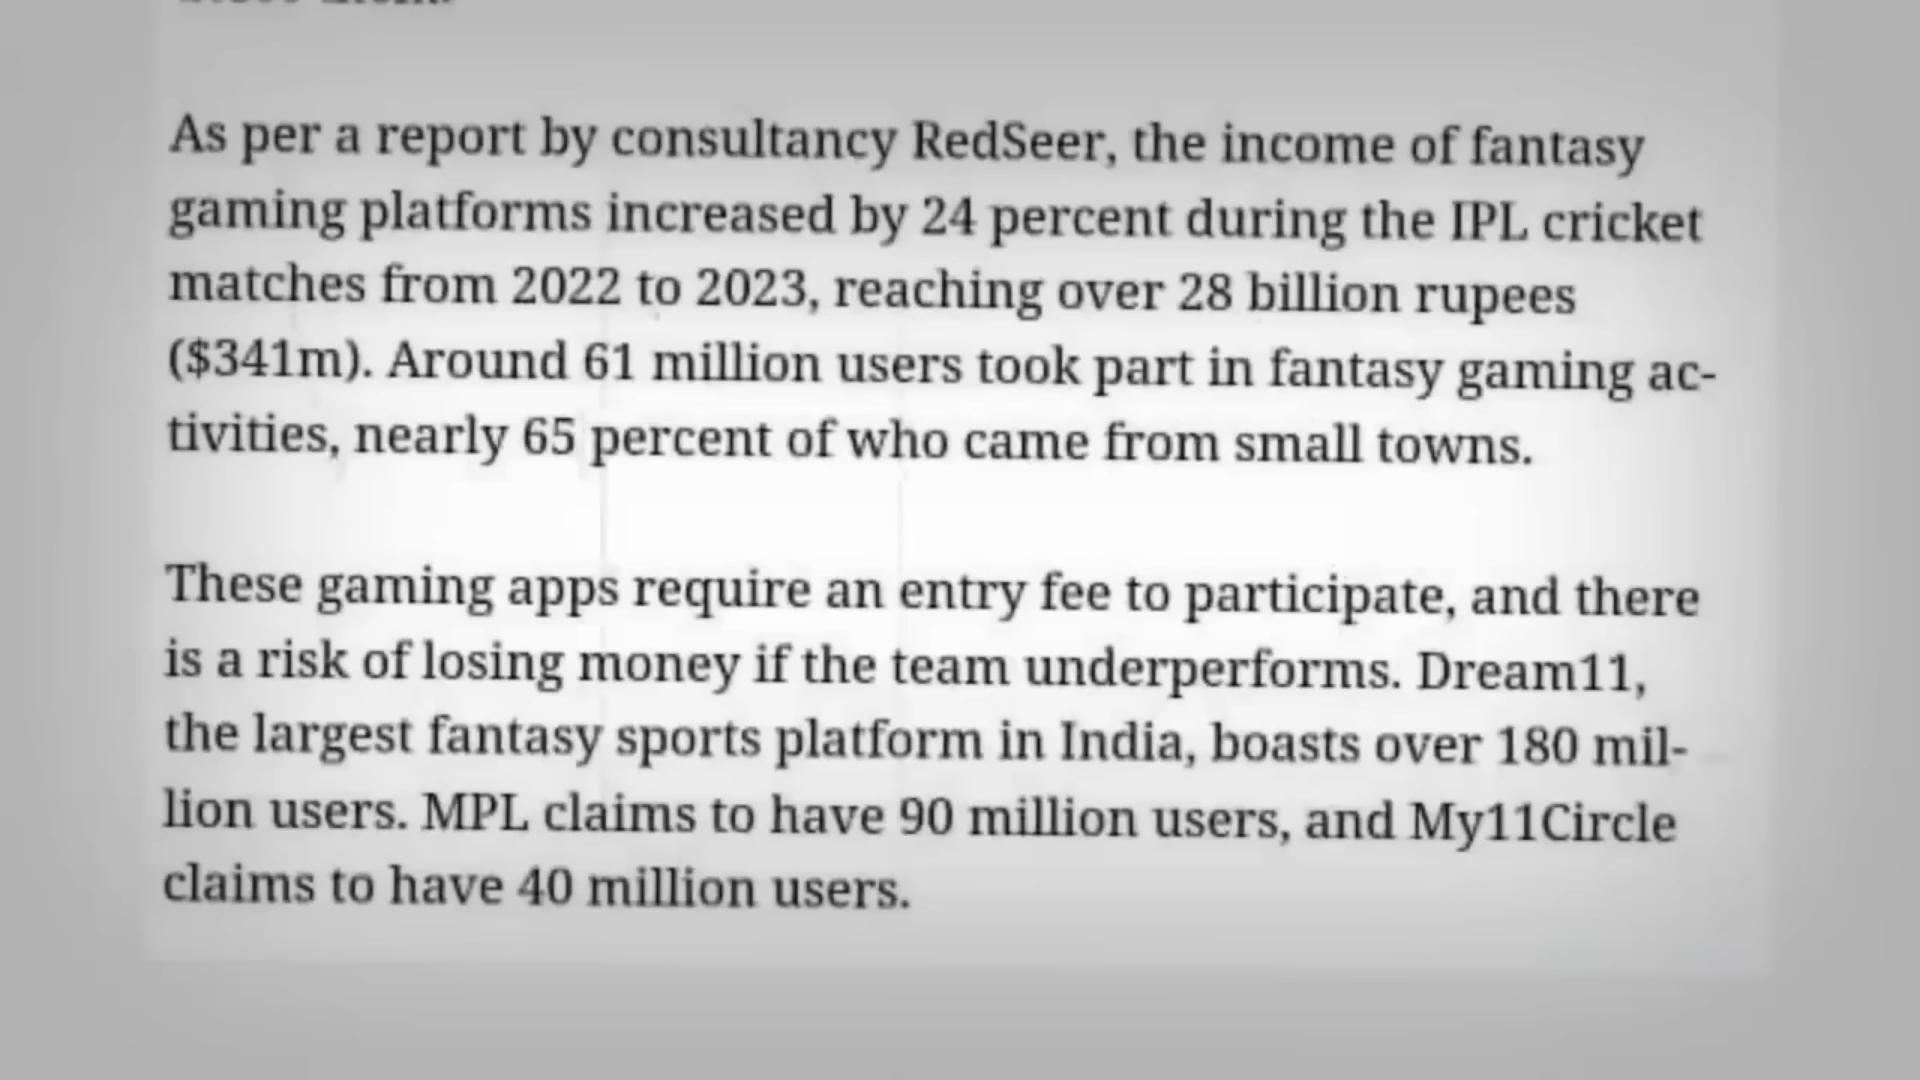 As per a report by consultancy RedSeer, the income of fantasy
gaming platforms increased by 24 percent during the IPL cricket
matches from 2022 to 2023, reaching over 28 billion rupees
($341m). Around 61 million users took part in fantasy gaming ac-
tivities, nearly 65 percent of who came from small towns.
These gaming apps require an entry fee to participate, and there
is a risk of losing money if the team underperforms. Dream11,
the largest fantasy sports platform in India, boasts over 180 mil-
lion users. MPL claims to have 90 million users, and My11Circle
claims to have 40 million users.